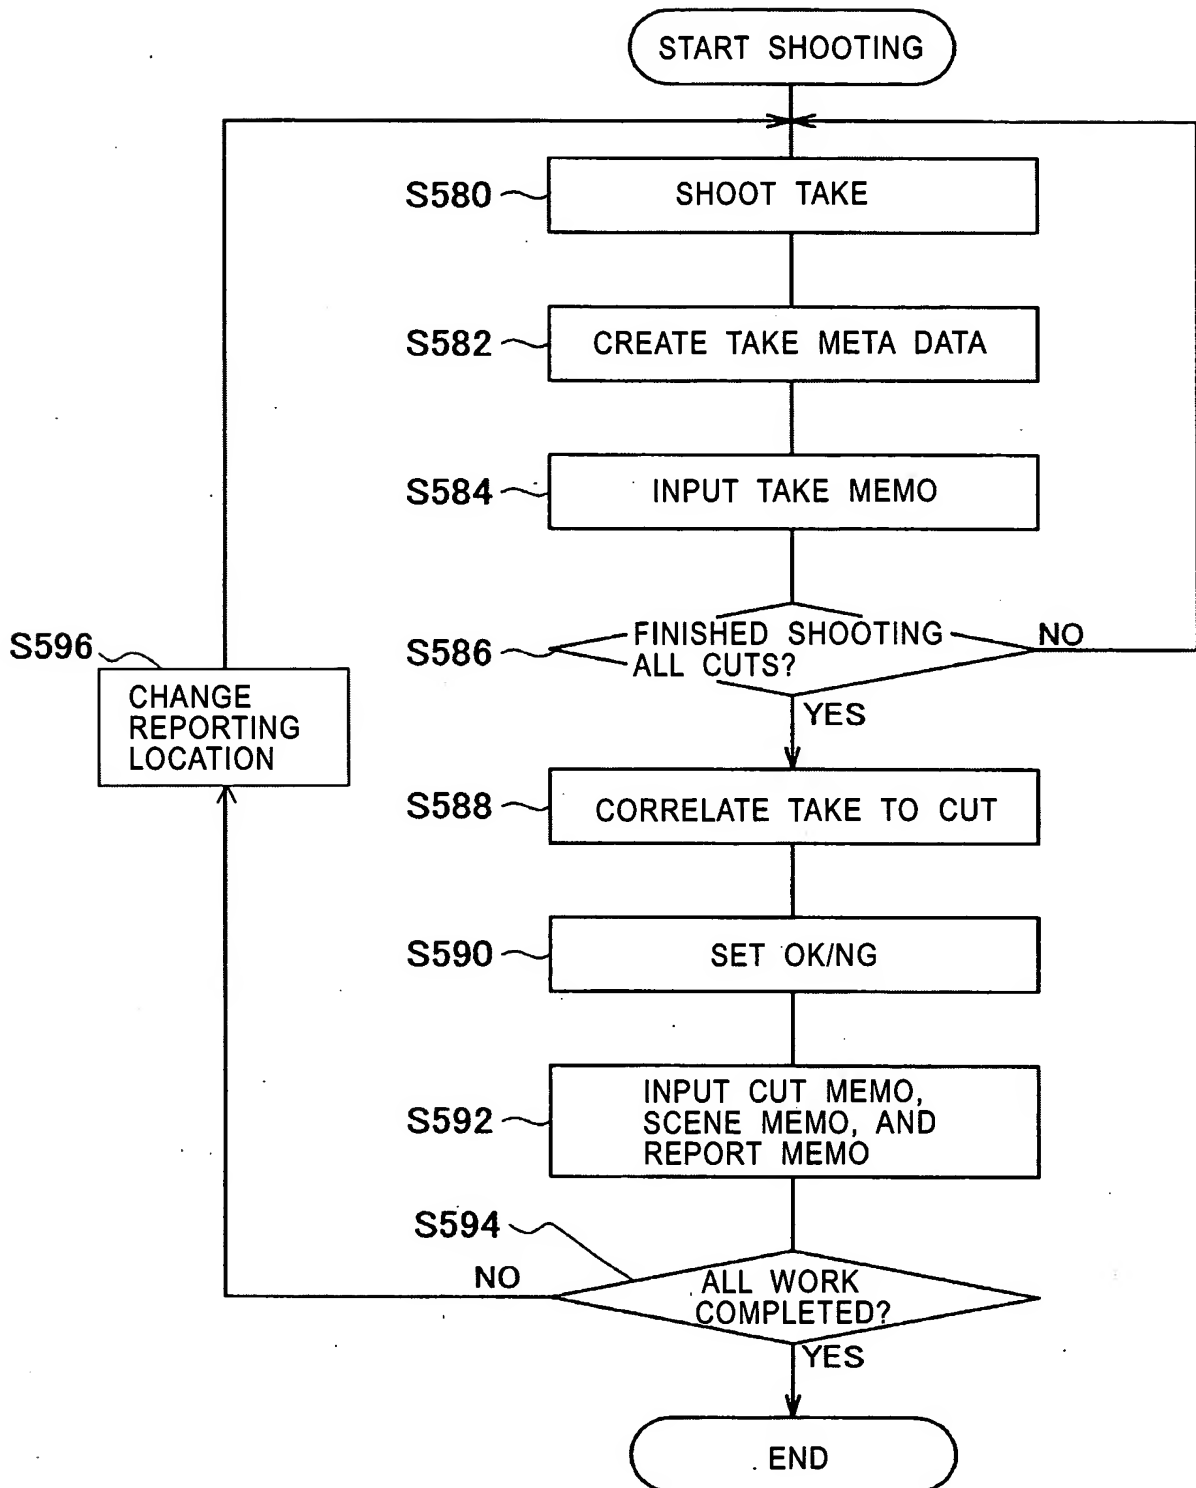 START SHOOTING
S580
SHOOT TAKE
S582
CREATE TAKE META DATA
S584
INPUT TAKE MEMO
S586
FINISHED SHOOTING
ALL CUTS?
NO
YES
S596
CHANGE
REPORTING
LOCATION
S588
CORRELATE TAKE TO CUT
S590
SET OK/NG
S592
INPUT CUT MEMO,
SCENE MEMO, AND
REPORT MEMO
S594
NO
ALL WORK
COMPLETED?
YES
END